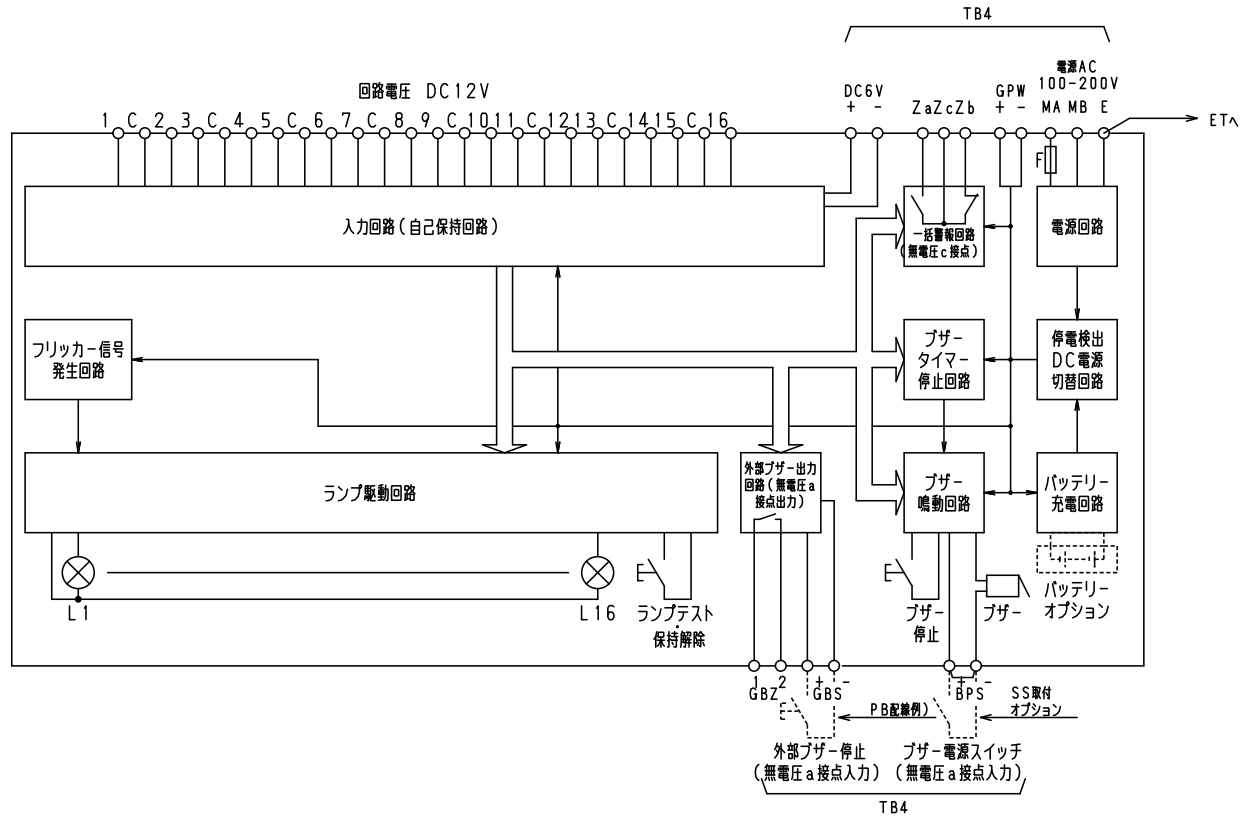 TB4
電源AC
100-200V
回路電圧 DC12V
DC6V
+ -
Za Zc Zb
GPW
+ -
MA MB E
1 C 2 3 C 4 5 C 6 7 C 8 9 C 10 11 C 12 13 C 14 15 C 16
ETへ
F
入力回路(自己保持回路)
一括警報回路
(無電圧c接点)
電源回路
フリッカー信号
発生回路
ブザー
タイマー
停止回路
停電検出
DC電源
切替回路
ランプ駆動回路
外部ブザー出力
回路(無電圧a
接点出力)
ブザー
鳴動回路
バッテリー
充電回路
L1
L16
ランプテスト
・
保持解除
ブザー
停止
ブザー
バッテリー
オプション
1 2
GBZ
+ -
GBS
+ -
BPS
PB配線例)
SS取付
オプション
外部ブザー停止
(無電圧a接点入力)
ブザー電源スイッチ
(無電圧a接点入力)
TB4